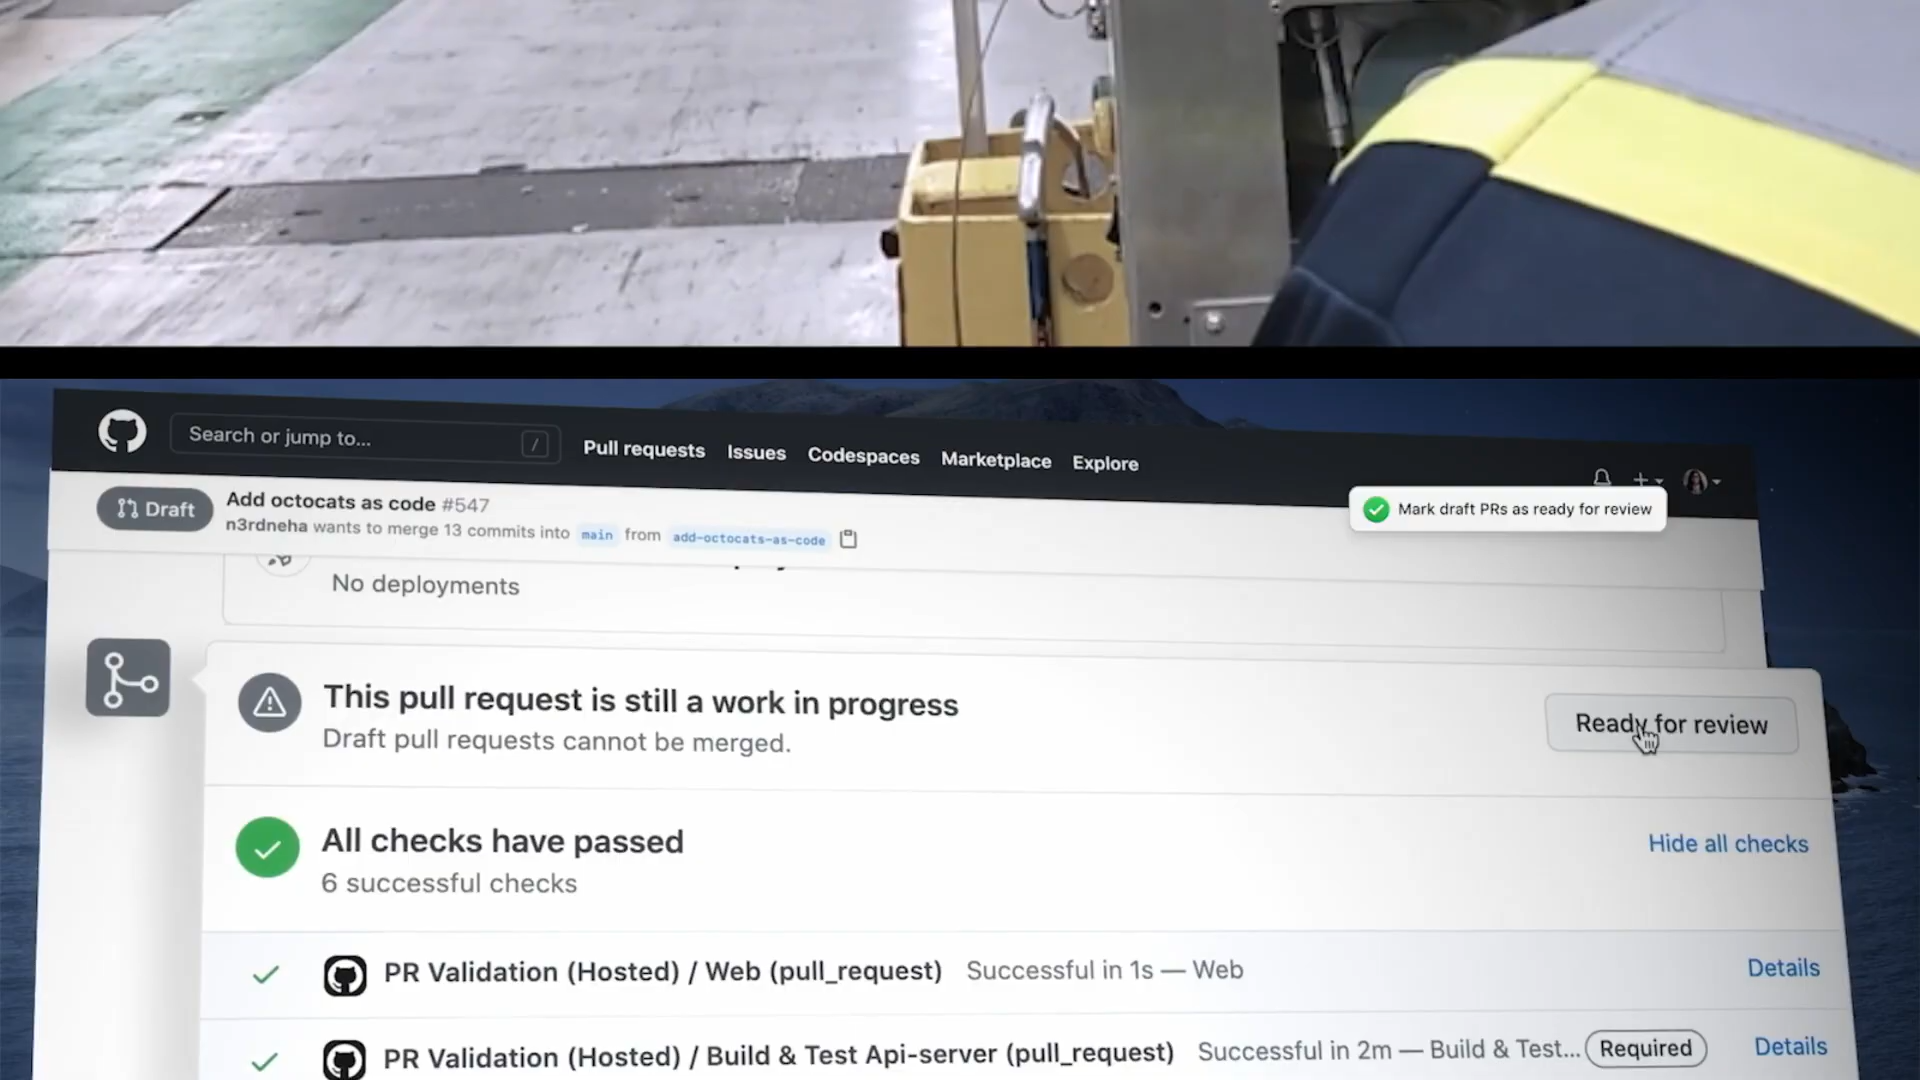 Search or jump to... /
Pull requests Issues Codespaces Marketplace Explore
Draft
Add octocats as code #547
n3rdneha wants to merge 13 commits into main from add-octocats-as-code
Mark draft PRs as ready for review
No deployments
This pull request is still a work in progress
Draft pull requests cannot be merged.
Ready for review
All checks have passed
6 successful checks
Hide all checks
PR Validation (Hosted) / Web (pull_request) Successful in 1s — Web Details
PR Validation (Hosted) / Build & Test Api-server (pull_request) Successful in 2m — Build & Test... Required Details